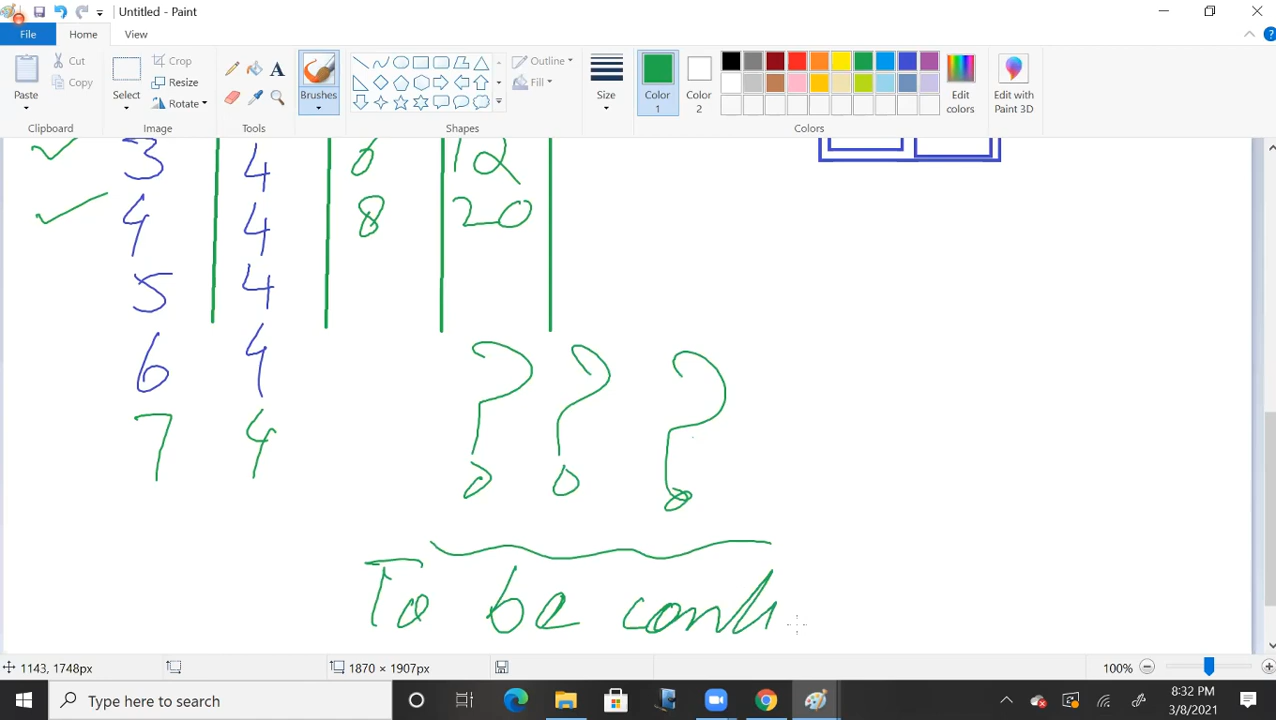 Untitled - Paint
File Home View
Cut
Crop
Outline
Copy
Resize
Fill
Paste
Select
Rotate
Brushes
Size
Color 1
Color 2
Edit colors
Edit with Paint 3D
Clipboard
Image
Tools
Shapes
Colors
3 4 6 12
4 4 8 20
5 4
6 4
7 4
? ? ?
To be
1143, 1748px
1870 × 1907px
100%
Type here to search
8:32 PM
3/8/2021